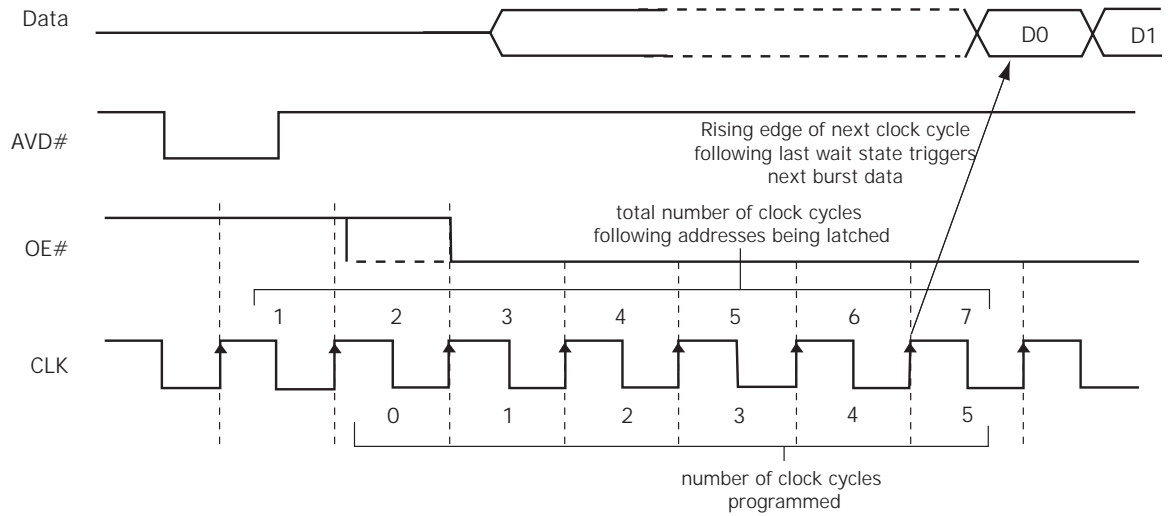 Data
D0
D1
AVD#
Rising edge of next clock cycle
following last wait state triggers
next burst data
OE#
total number of clock cycles
following addresses being latched
1
2
3
4
5
6
7
CLK
0
1
2
3
4
5
number of clock cycles
programmed